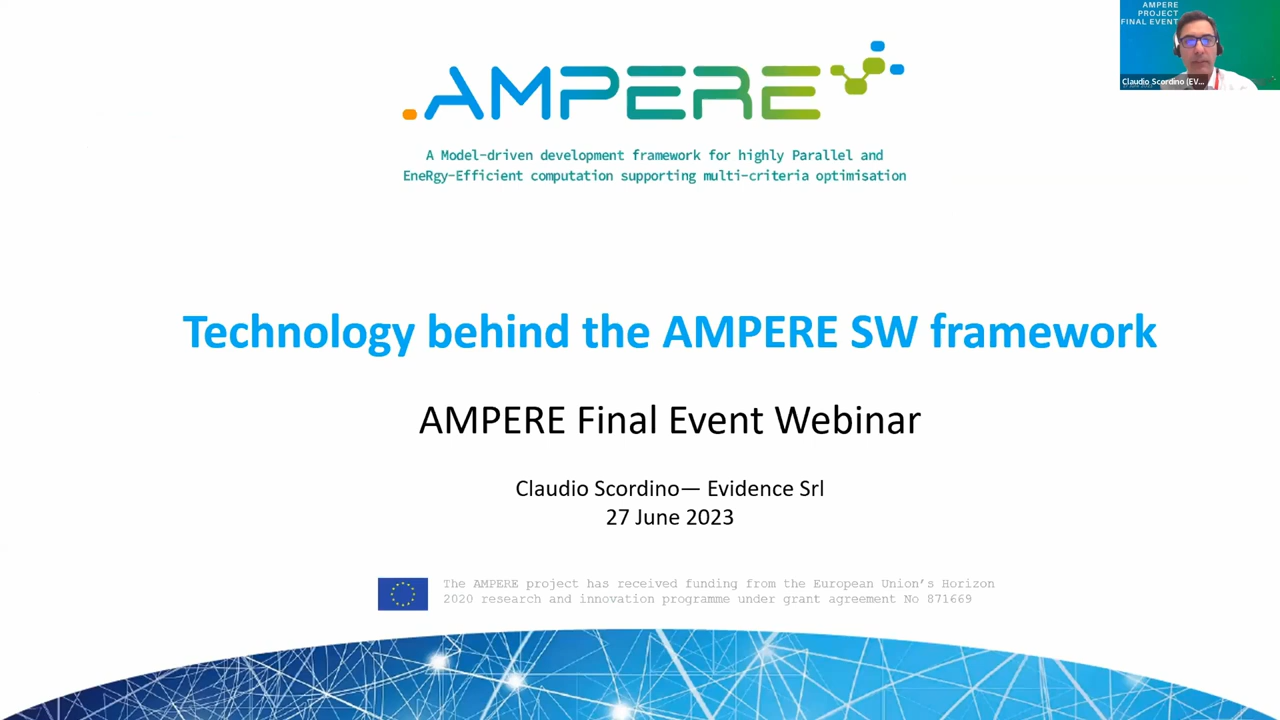 AMPERE
PROJECT
FINAL EVENT
Claudio Scordino (EV...
.AMPERE
A Model-driven development framework for highly Parallel and
EneRgy-Efficient computation supporting multi-criteria optimisation
Technology behind the AMPERE SW framework
AMPERE Final Event Webinar
Claudio Scordino— Evidence Srl
27 June 2023
The AMPERE project has received funding from the European Union's Horizon
2020 research and innovation programme under grant agreement No 871669